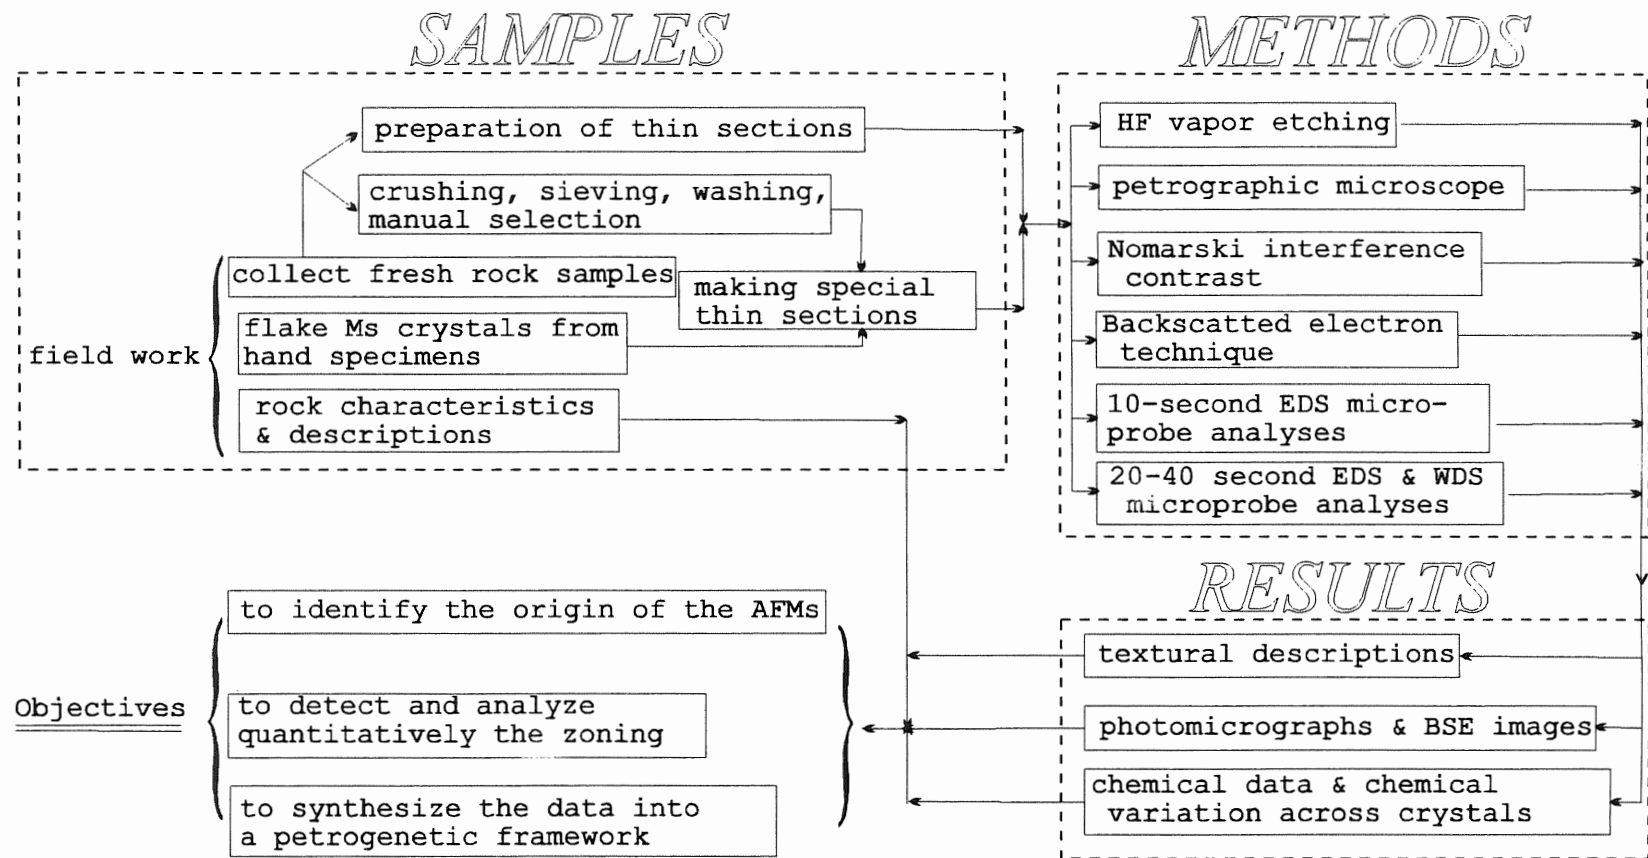 SAMPLES
preparation of thin sections
crushing, sieving, washing,
manual selection
collect fresh rock samples
making special
thin sections
flake Ms crystals from
hand specimens
field work
rock characteristics
& descriptions
METHODS
HF vapor etching
petrographic microscope
Nomarski interference
contrast
Backscatted electron
technique
10-second EDS micro-
probe analyses
20-40 second EDS & WDS
microprobe analyses
RESULTS
textural descriptions
photomicrographs & BSE images
chemical data & chemical
variation across crystals
Objectives
to identify the origin of the AFMs
to detect and analyze
quantitatively the zoning
to synthesize the data into
a petrogenetic framework